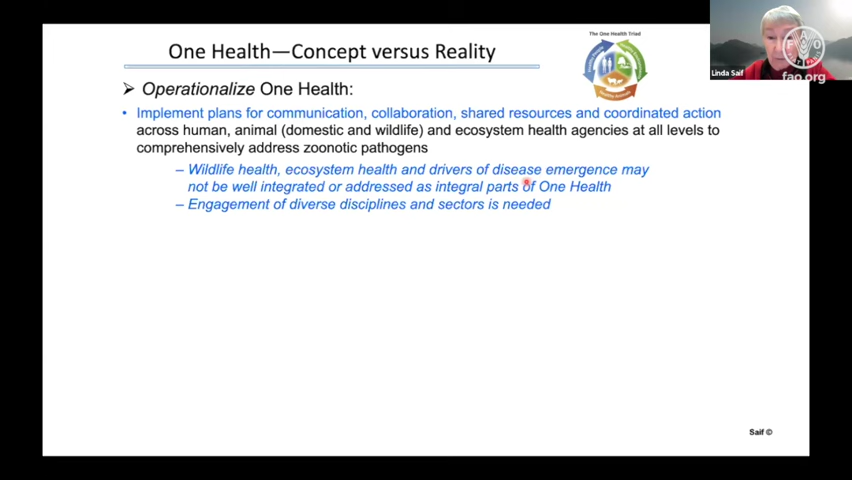 One Health—Concept versus Reality
The One Health Triad
➢ Operationalize One Health:
• Implement plans for communication, collaboration, shared resources and coordinated action
across human, animal (domestic and wildlife) and ecosystem health agencies at all levels to
comprehensively address zoonotic pathogens
– Wildlife health, ecosystem health and drivers of disease emergence may
not be well integrated or addressed as integral parts of One Health
– Engagement of diverse disciplines and sectors is needed
Saif ©
Linda Saif
FAO
fao.org